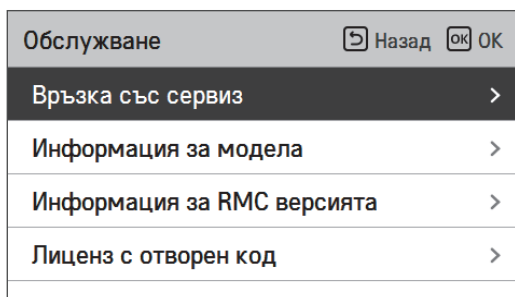 Обслужване Назад OK OK
Връзка със сервиз
Информация за модела
Информация за RMC версията
Лиценз с отворен код